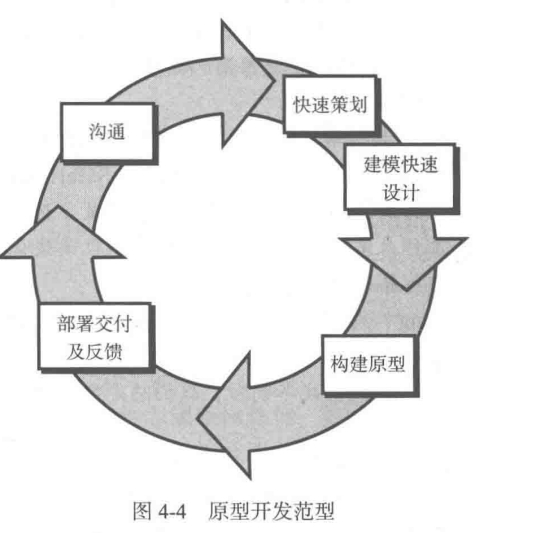 沟通
快速策划
建模快速
设计
构建原型
部署交付
及反馈
图 4-4 原型开发范型